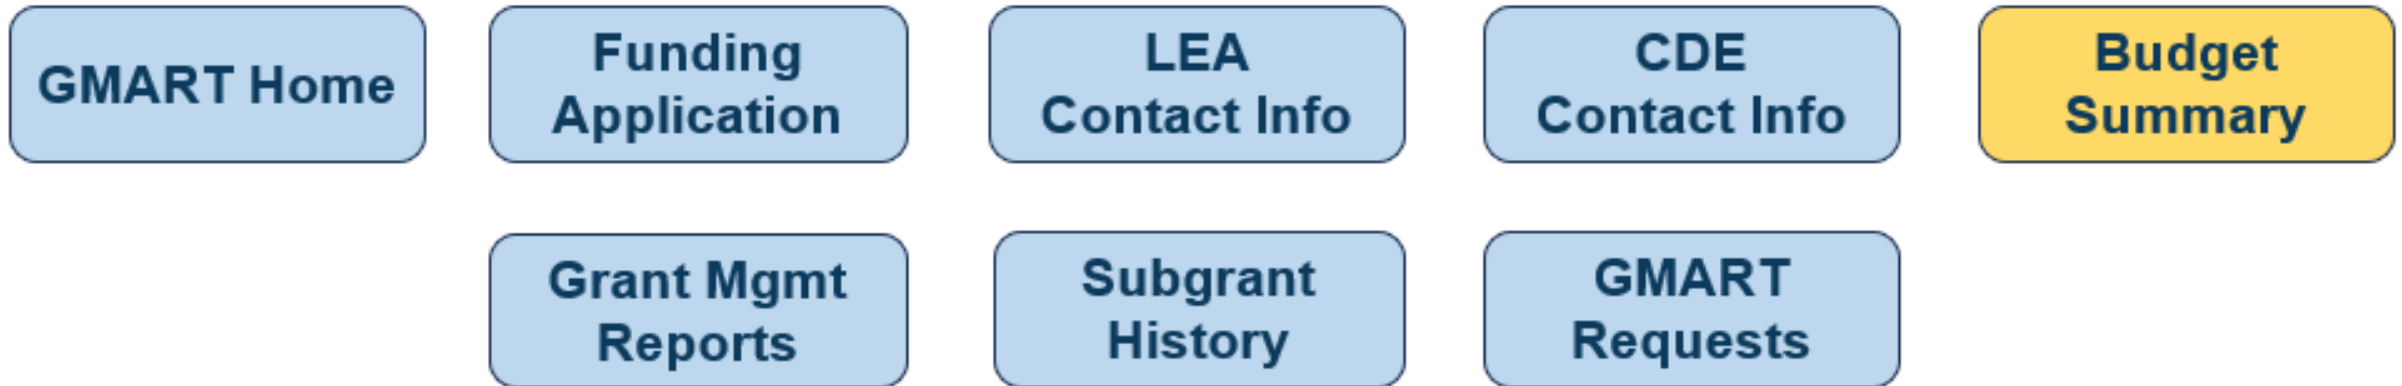 GMART Home
Funding
Application
LEA
Contact Info
CDE
Contact Info
Budget
Summary
Grant Mgmt
Reports
Subgrant
History
GMART
Requests